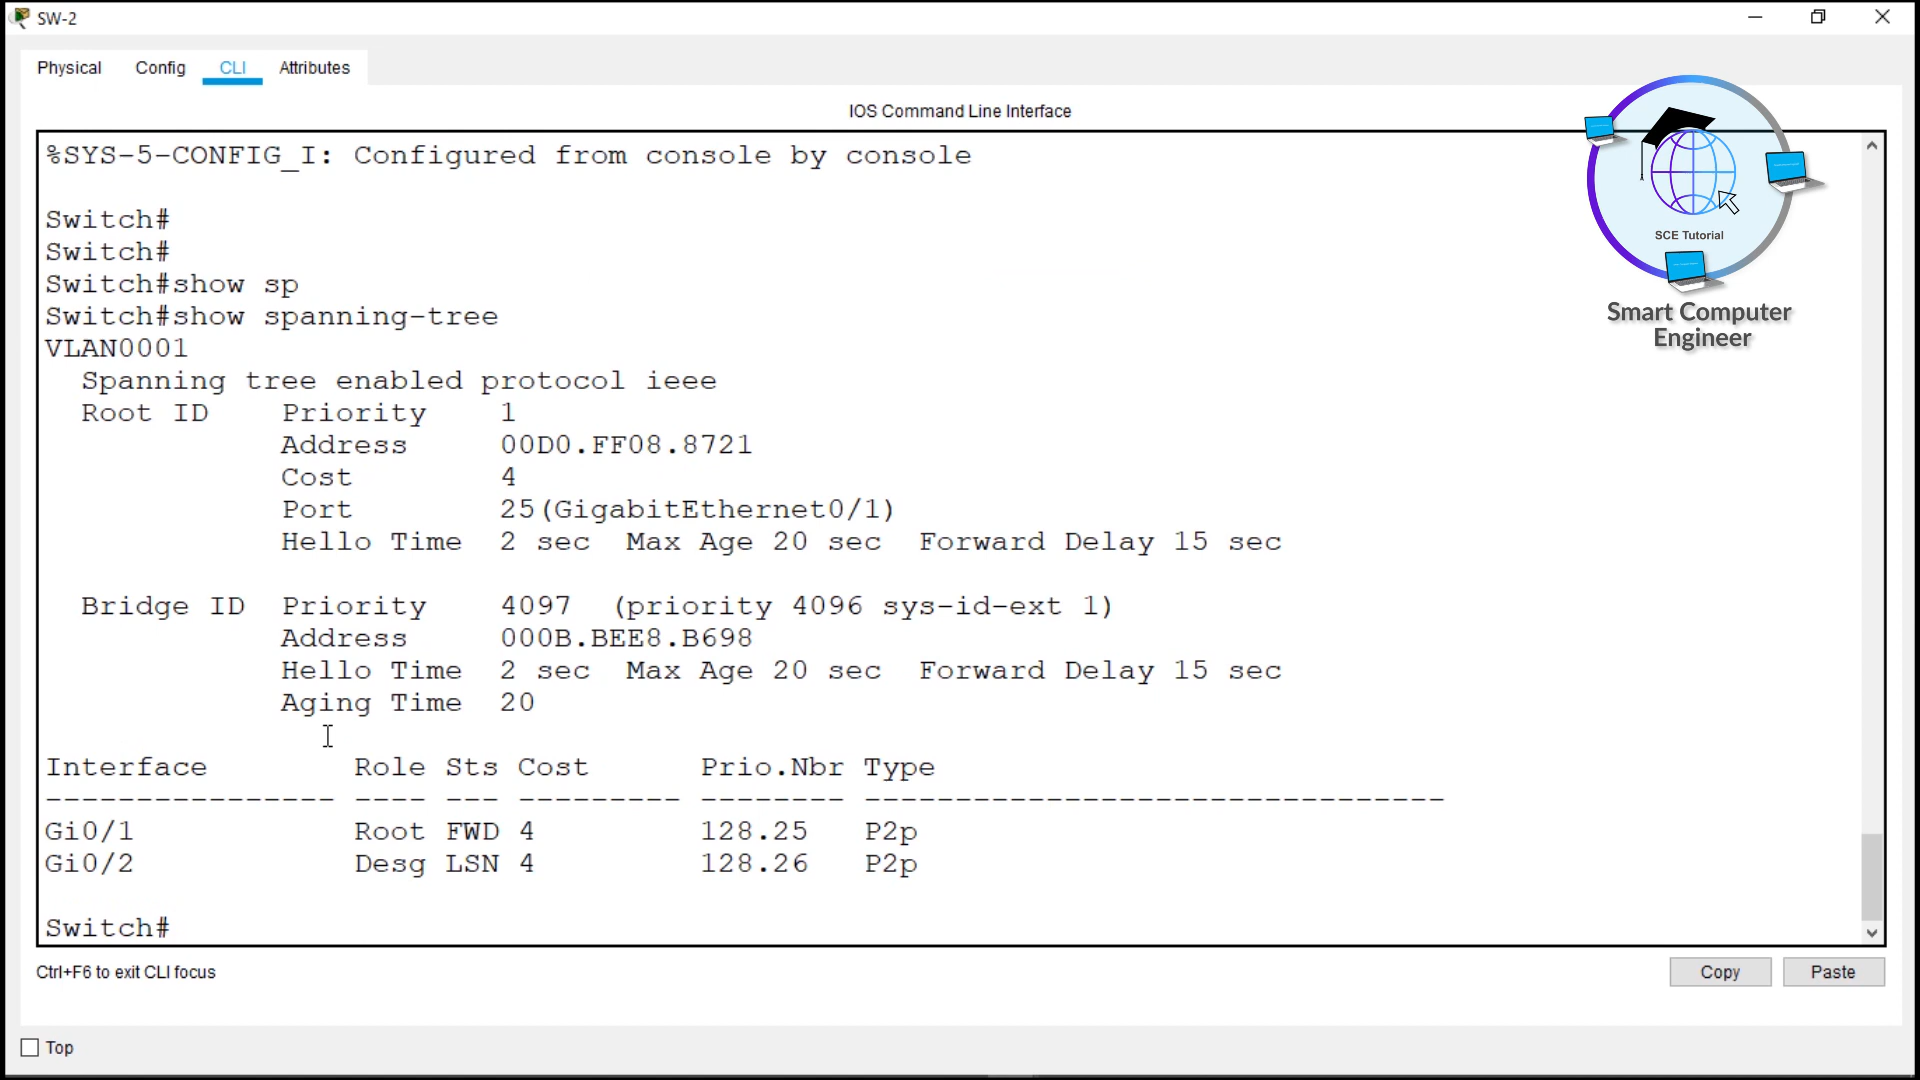 SW-2
Physical Config CLI Attributes
IOS Command Line Interface
%SYS-5-CONFIG_I: Configured from console by console
Switch#
Switch#
Switch#show sp
Switch#show spanning-tree
VLAN0001
Spanning tree enabled protocol ieee
Root ID Priority 1
Address 00D0.FF08.8721
Cost 4
Port 25(GigabitEthernet0/1)
Hello Time 2 sec Max Age 20 sec Forward Delay 15 sec
Bridge ID Priority 4097 (priority 4096 sys-id-ext 1)
Address 000B.BEE8.B698
Hello Time 2 sec Max Age 20 sec Forward Delay 15 sec
Aging Time 20
Interface Role Sts Cost Prio.Nbr Type
---------------- ---- --- --------- -------- --------------------------------
Gi0/1 Root FWD 4 128.25 P2p
Gi0/2 Desg LSN 4 128.26 P2p
Switch#
Ctrl+F6 to exit CLI focus
Copy Paste
Top
SCE Tutorial
Smart Computer
Engineer